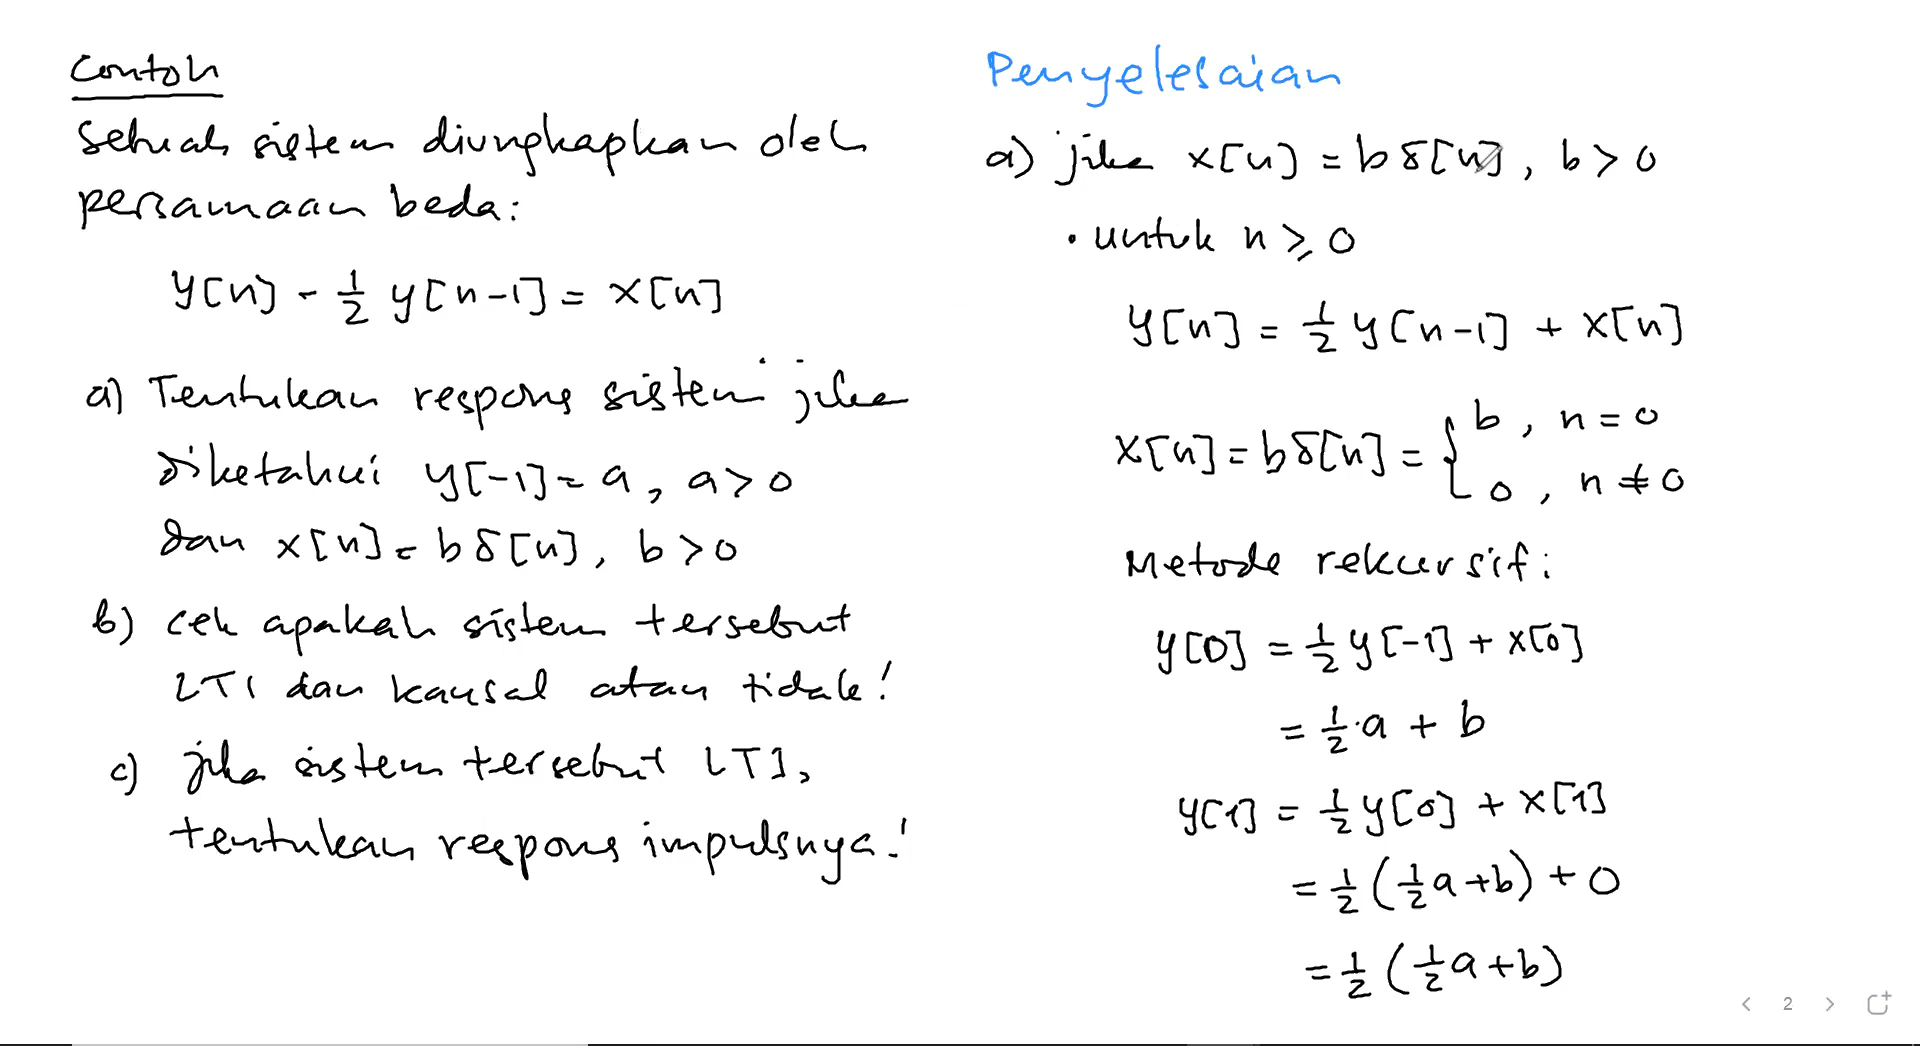 Contoh
Sebuah sistem diungkapkan oleh
persamaan beda:
y[n] - 1/2 y[n-1] = x[n]
a) Tentukan respons sistem jika
diketahui y[-1] = a, a > 0
dan x[n] = b δ[n], b > 0
b) cek apakah sistem tersebut
LTI dan kausal atau tidak!
c) jika sistem tersebut LTI,
tentukan respons impulsnya!
Penyelesaian
a) jika x[n] = b δ[n], b > 0
• untuk n ≥ 0
y[n] = 1/2 y[n-1] + x[n]
x[n] = b δ[n] = { b, n = 0
0, n ≠ 0
Metode rekursif:
y[0] = 1/2 y[-1] + x[0]
= 1/2 · a + b
y[1] = 1/2 y[0] + x[1]
= 1/2 (1/2 a + b) + 0
= 1/2 (1/2 a + b)
< 2 >